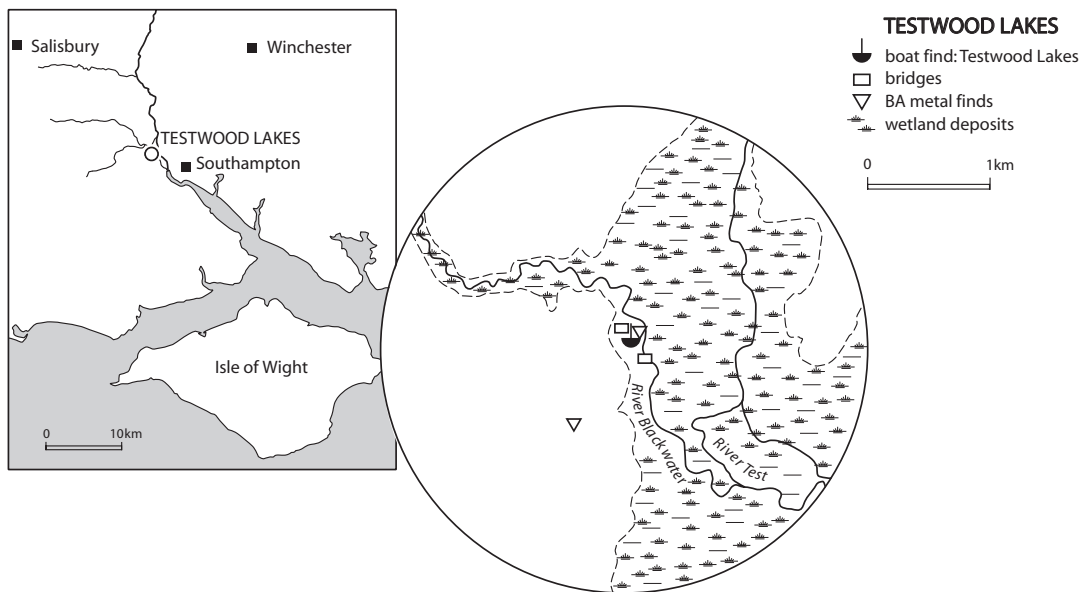 Salisbury
Winchester
TESTWOOD LAKES
Southampton
Isle of Wight
0 10km
TESTWOOD LAKES
boat find: Testwood Lakes
bridges
BA metal finds
wetland deposits
0 1km
River Blackwater
River Test